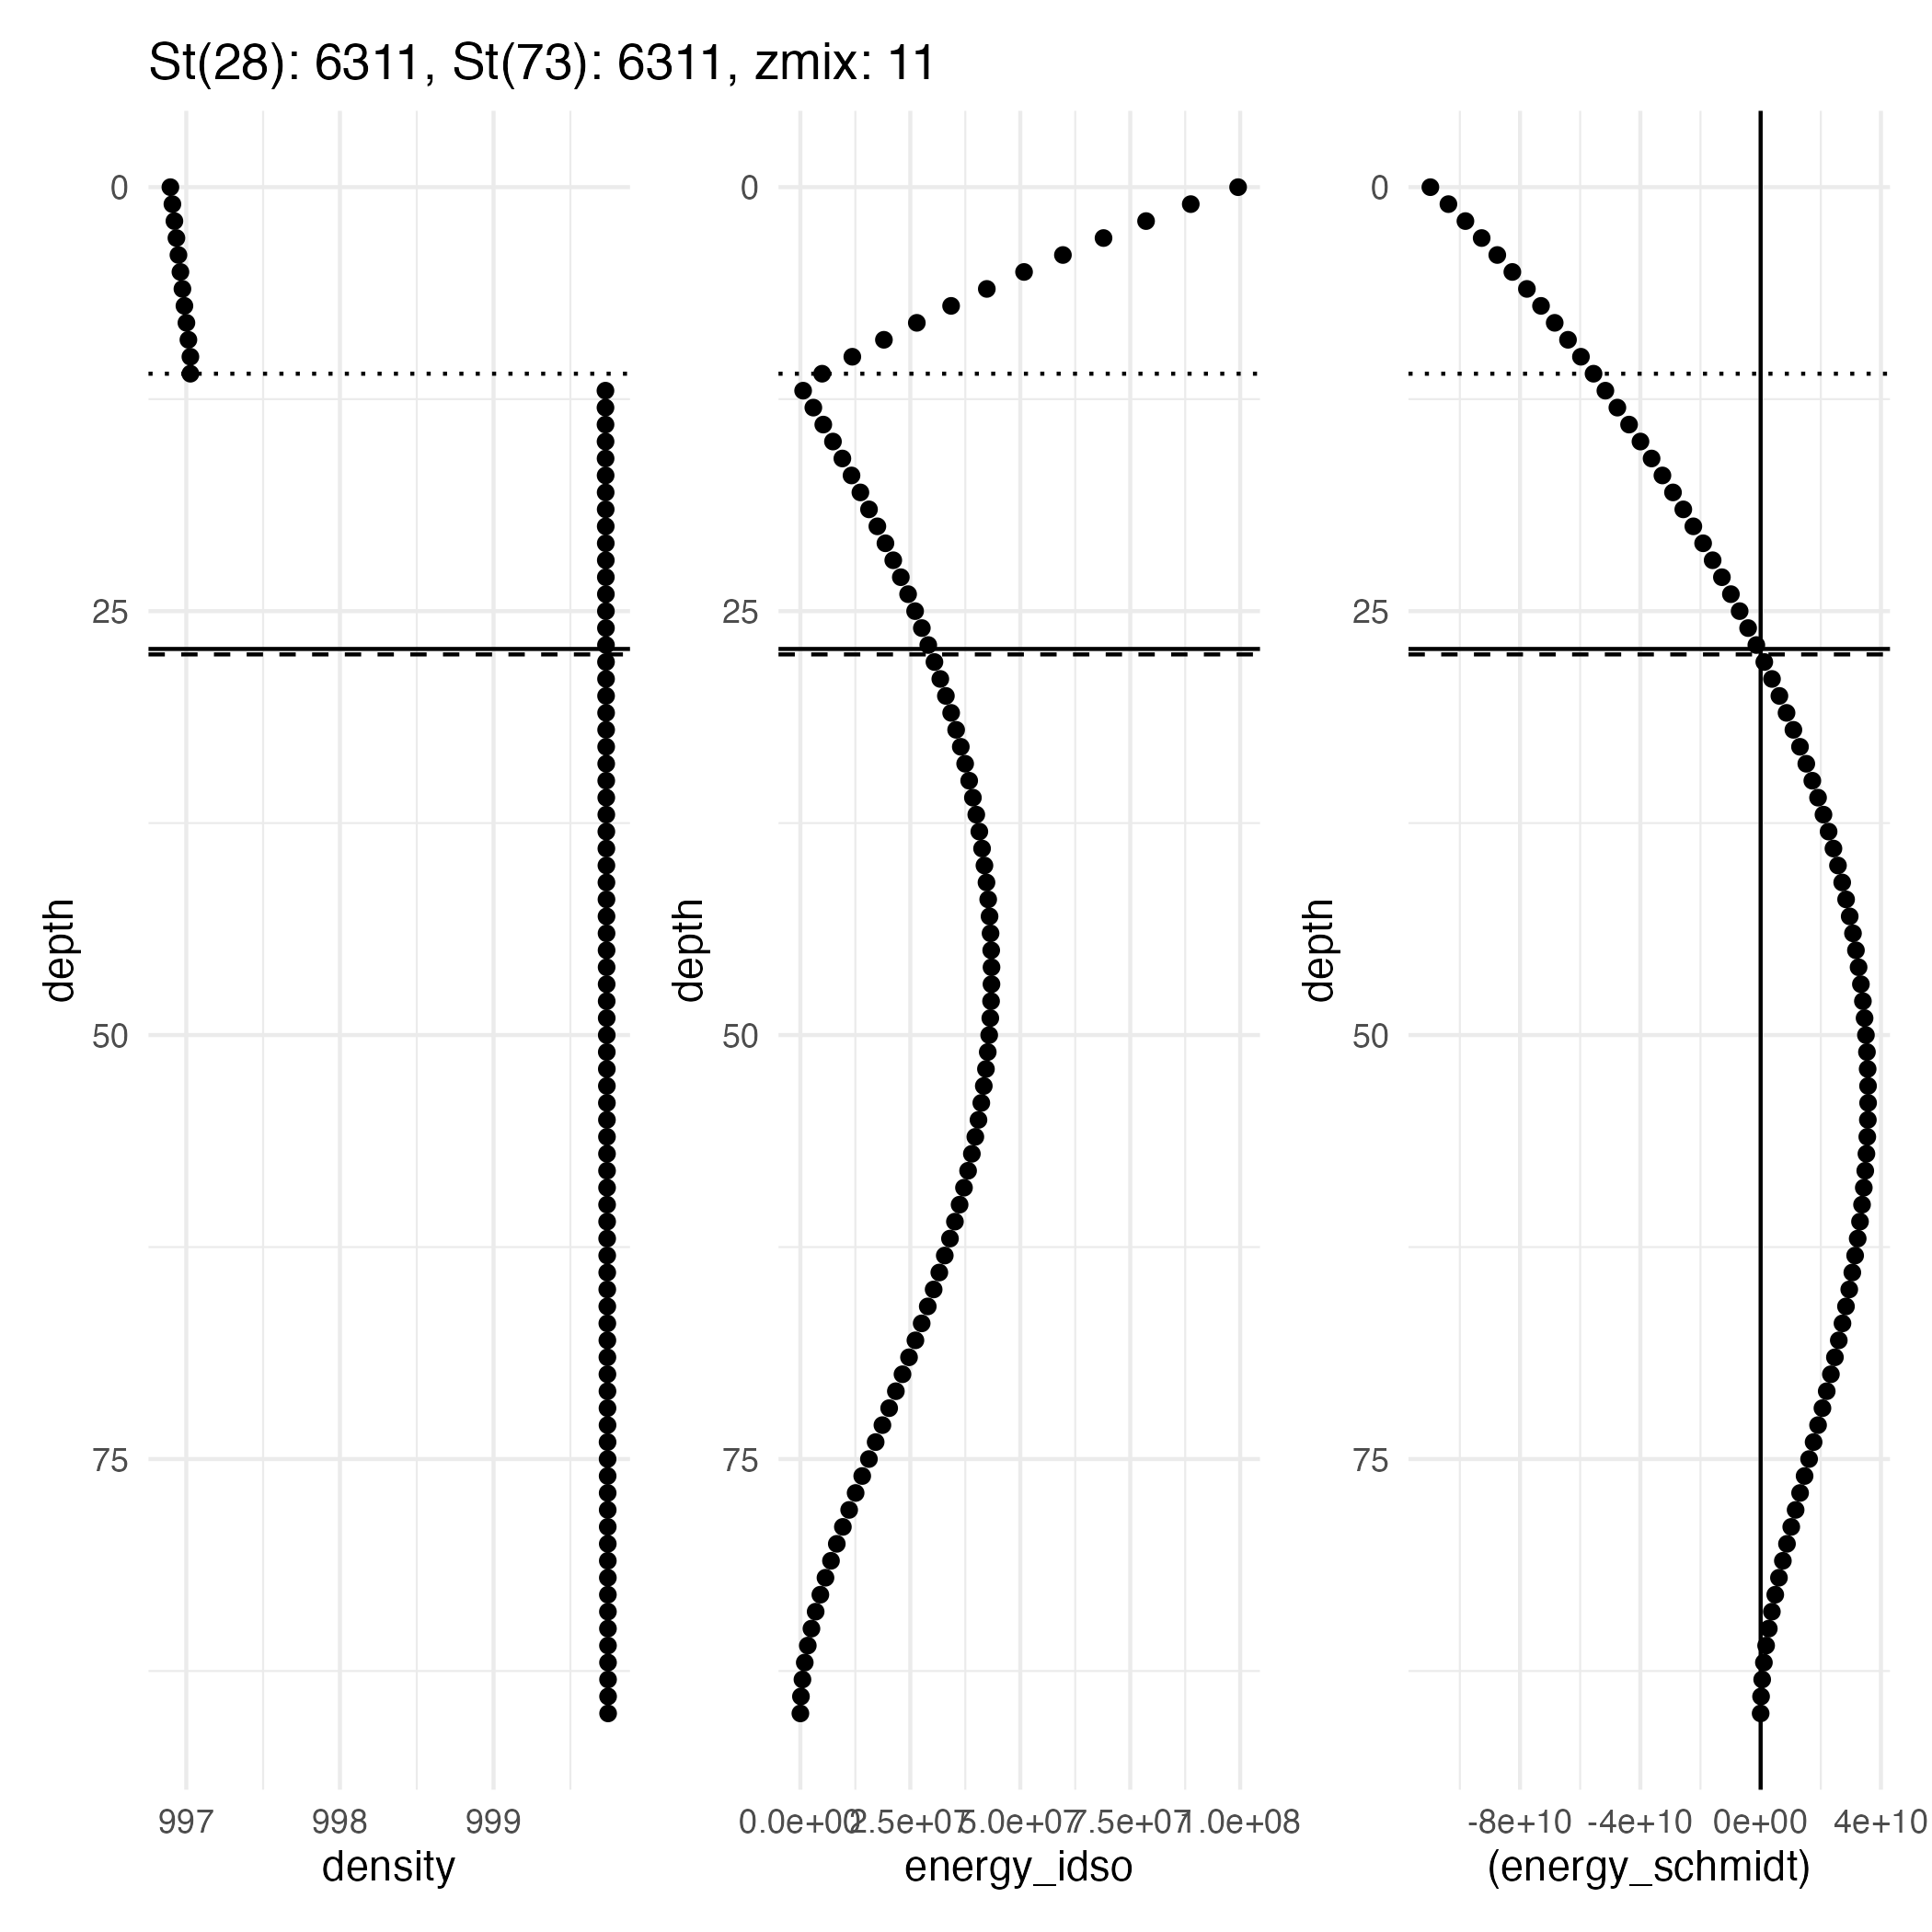 St(28): 6311, St(73): 6311, zmix: 11
0
25
50
75
depth
997 998 999
density
0
25
50
75
depth
0.0e+00 2.5e+07 5.0e+07 7.5e+07 1.0e+08
energy_idso
0
25
50
75
depth
-8e+10 -4e+10 0e+00 4e+10
(energy_schmidt)